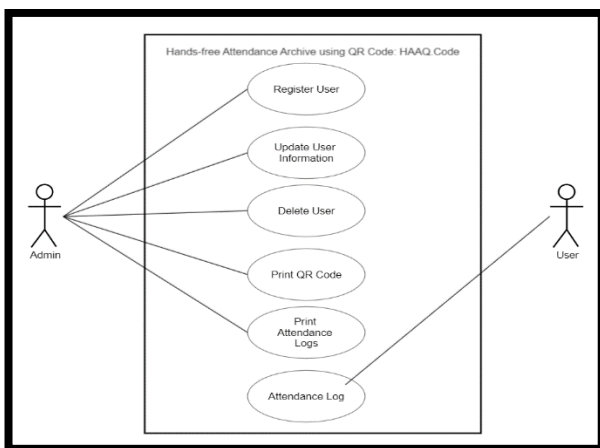 Hands-free Attendance Archive using QR Code: HAAQ.Code
Register User
Update User
Information
Delete User
Admin
User
Print QR Code
Print
Attendance
Logs
Attendance Log